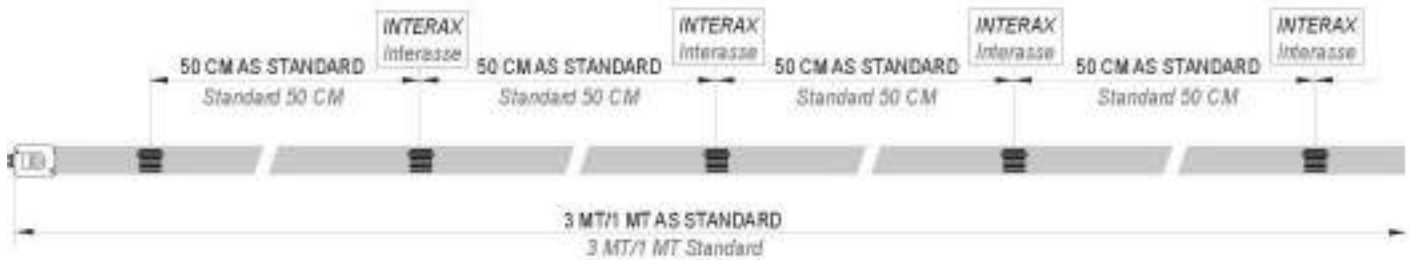 INTERAX
Interasse
INTERAX
Interasse
INTERAX
Interasse
INTERAX
Interasse
50 CM AS STANDARD
Standard 50 CM
50 CM AS STANDARD
Standard 50 CM
50 CM AS STANDARD
Standard 50 CM
50 CM AS STANDARD
Standard 50 CM
3 MT/1 MT AS STANDARD
3 MT/1 MT Standard